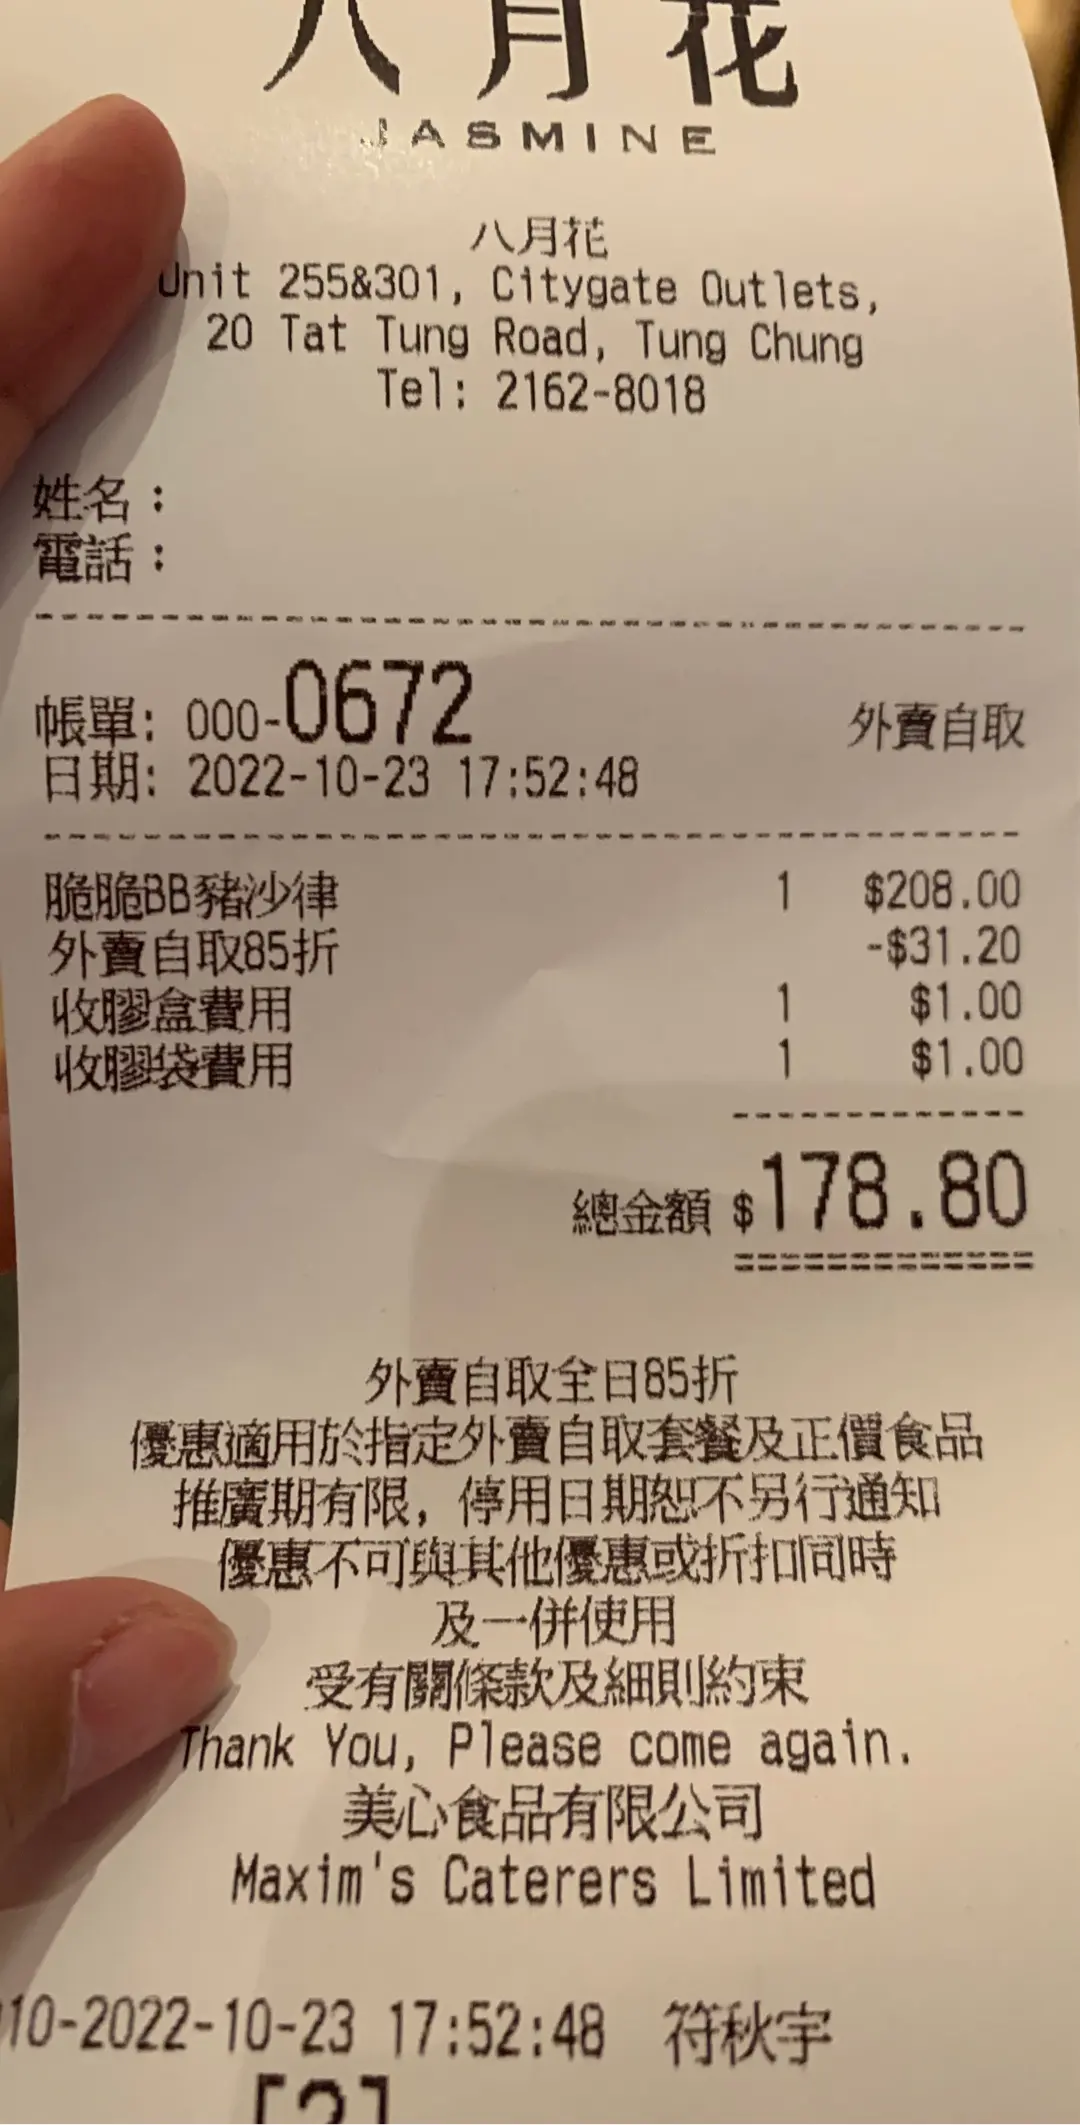 八月花
JASMINE
八月花
Unit 255&301, Citygate Outlets,
20 Tat Tung Road, Tung Chung
Tel: 2162-8018
姓名：
電話：
帳單: 000-0672 外賣自取
日期: 2022-10-23 17:52:48
脆脆BB豬沙律 1 $208.00
外賣自取85折 -$31.20
收膠盒費用 1 $1.00
收膠袋費用 1 $1.00
總金額 $178.80
外賣自取全日85折
優惠適用於指定外賣自取套餐及正價食品
推廣期有限, 停用日期恕不另行通知
優惠不可與其他優惠或折扣同時
及一併使用
受有關條款及細則約束
Thank You, Please come again.
美心食品有限公司
Maxim's Caterers Limited
10-2022-10-23 17:52:48 符秋宇